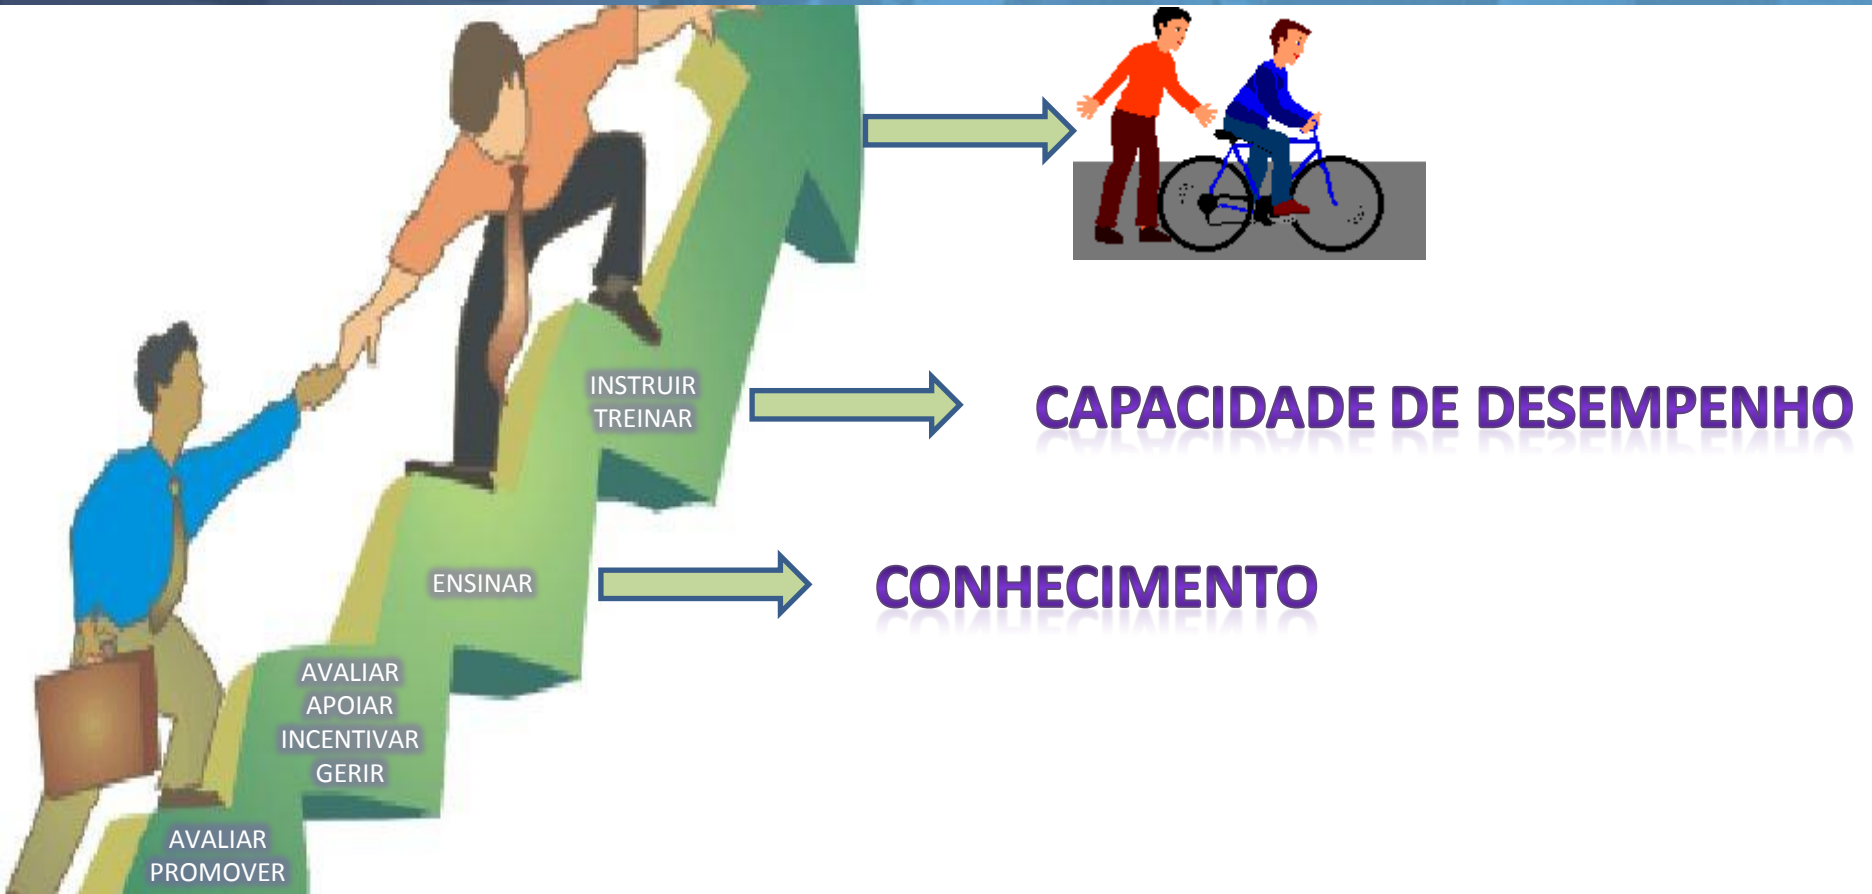 INSTRUIR
TREINAR
CAPACIDADE DE DESEMPENHO
ENSINAR
CONHECIMENTO
AVALIAR
APOIAR
INCENTIVAR
GERIR
AVALIAR
PROMOVER